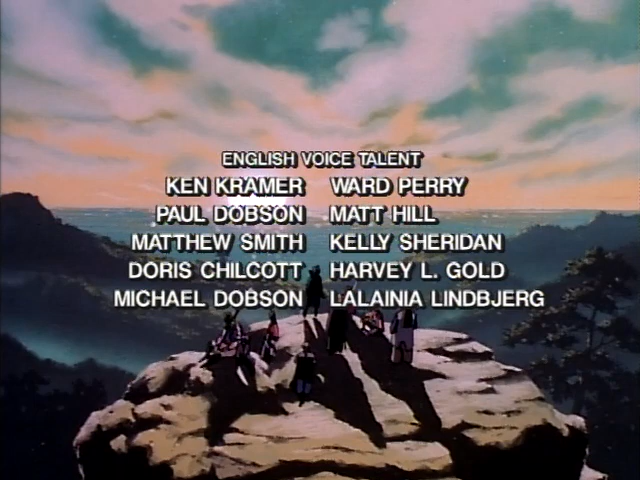 ENGLISH VOICE TALENT
KEN KRAMER WARD PERRY
PAUL DOBSON MATT HILL
MATTHEW SMITH KELLY SHERIDAN
DORIS CHILCOTT HARVEY L. GOLD
MICHAEL DOBSON LALAINIA LINDBJERG